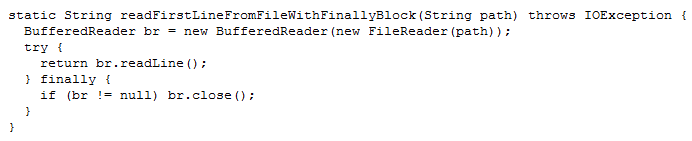 static String readFirstLineFromFileWithFinallyBlock(String path) throws IOException {
  BufferedReader br = new BufferedReader(new FileReader(path));
  try {
    return br.readLine();
  } finally {
    if (br != null) br.close();
  }
}